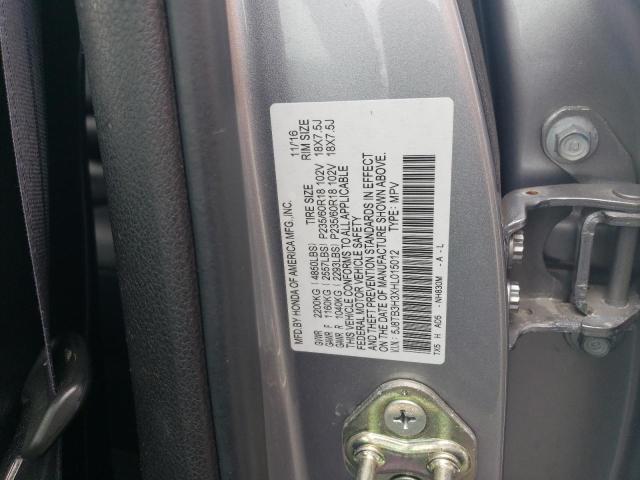 MFD.BY HONDA OF AMERICA MFG.,INC. 11/16
TIRE SIZE RIM SIZE
GVWR 2200KG (4850LBS)
GAWR F 1160KG (2557LBS) P235/60R18 102V 18X7.5J
GAWR R 1040KG (2293LBS) P235/60R18 102V 18X7.5J
THIS VEHICLE CONFORMS TO ALL APPLICABLE
FEDERAL MOTOR VEHICLE SAFETY
AND THEFT PREVENTION STANDARDS IN EFFECT
ON THE DATE OF MANUFACTURE SHOWN ABOVE.
V.I.N.: 5J8TB3H3XHL015012 TYPE: MPV
TX5 H AD5 - NH830M - A - L